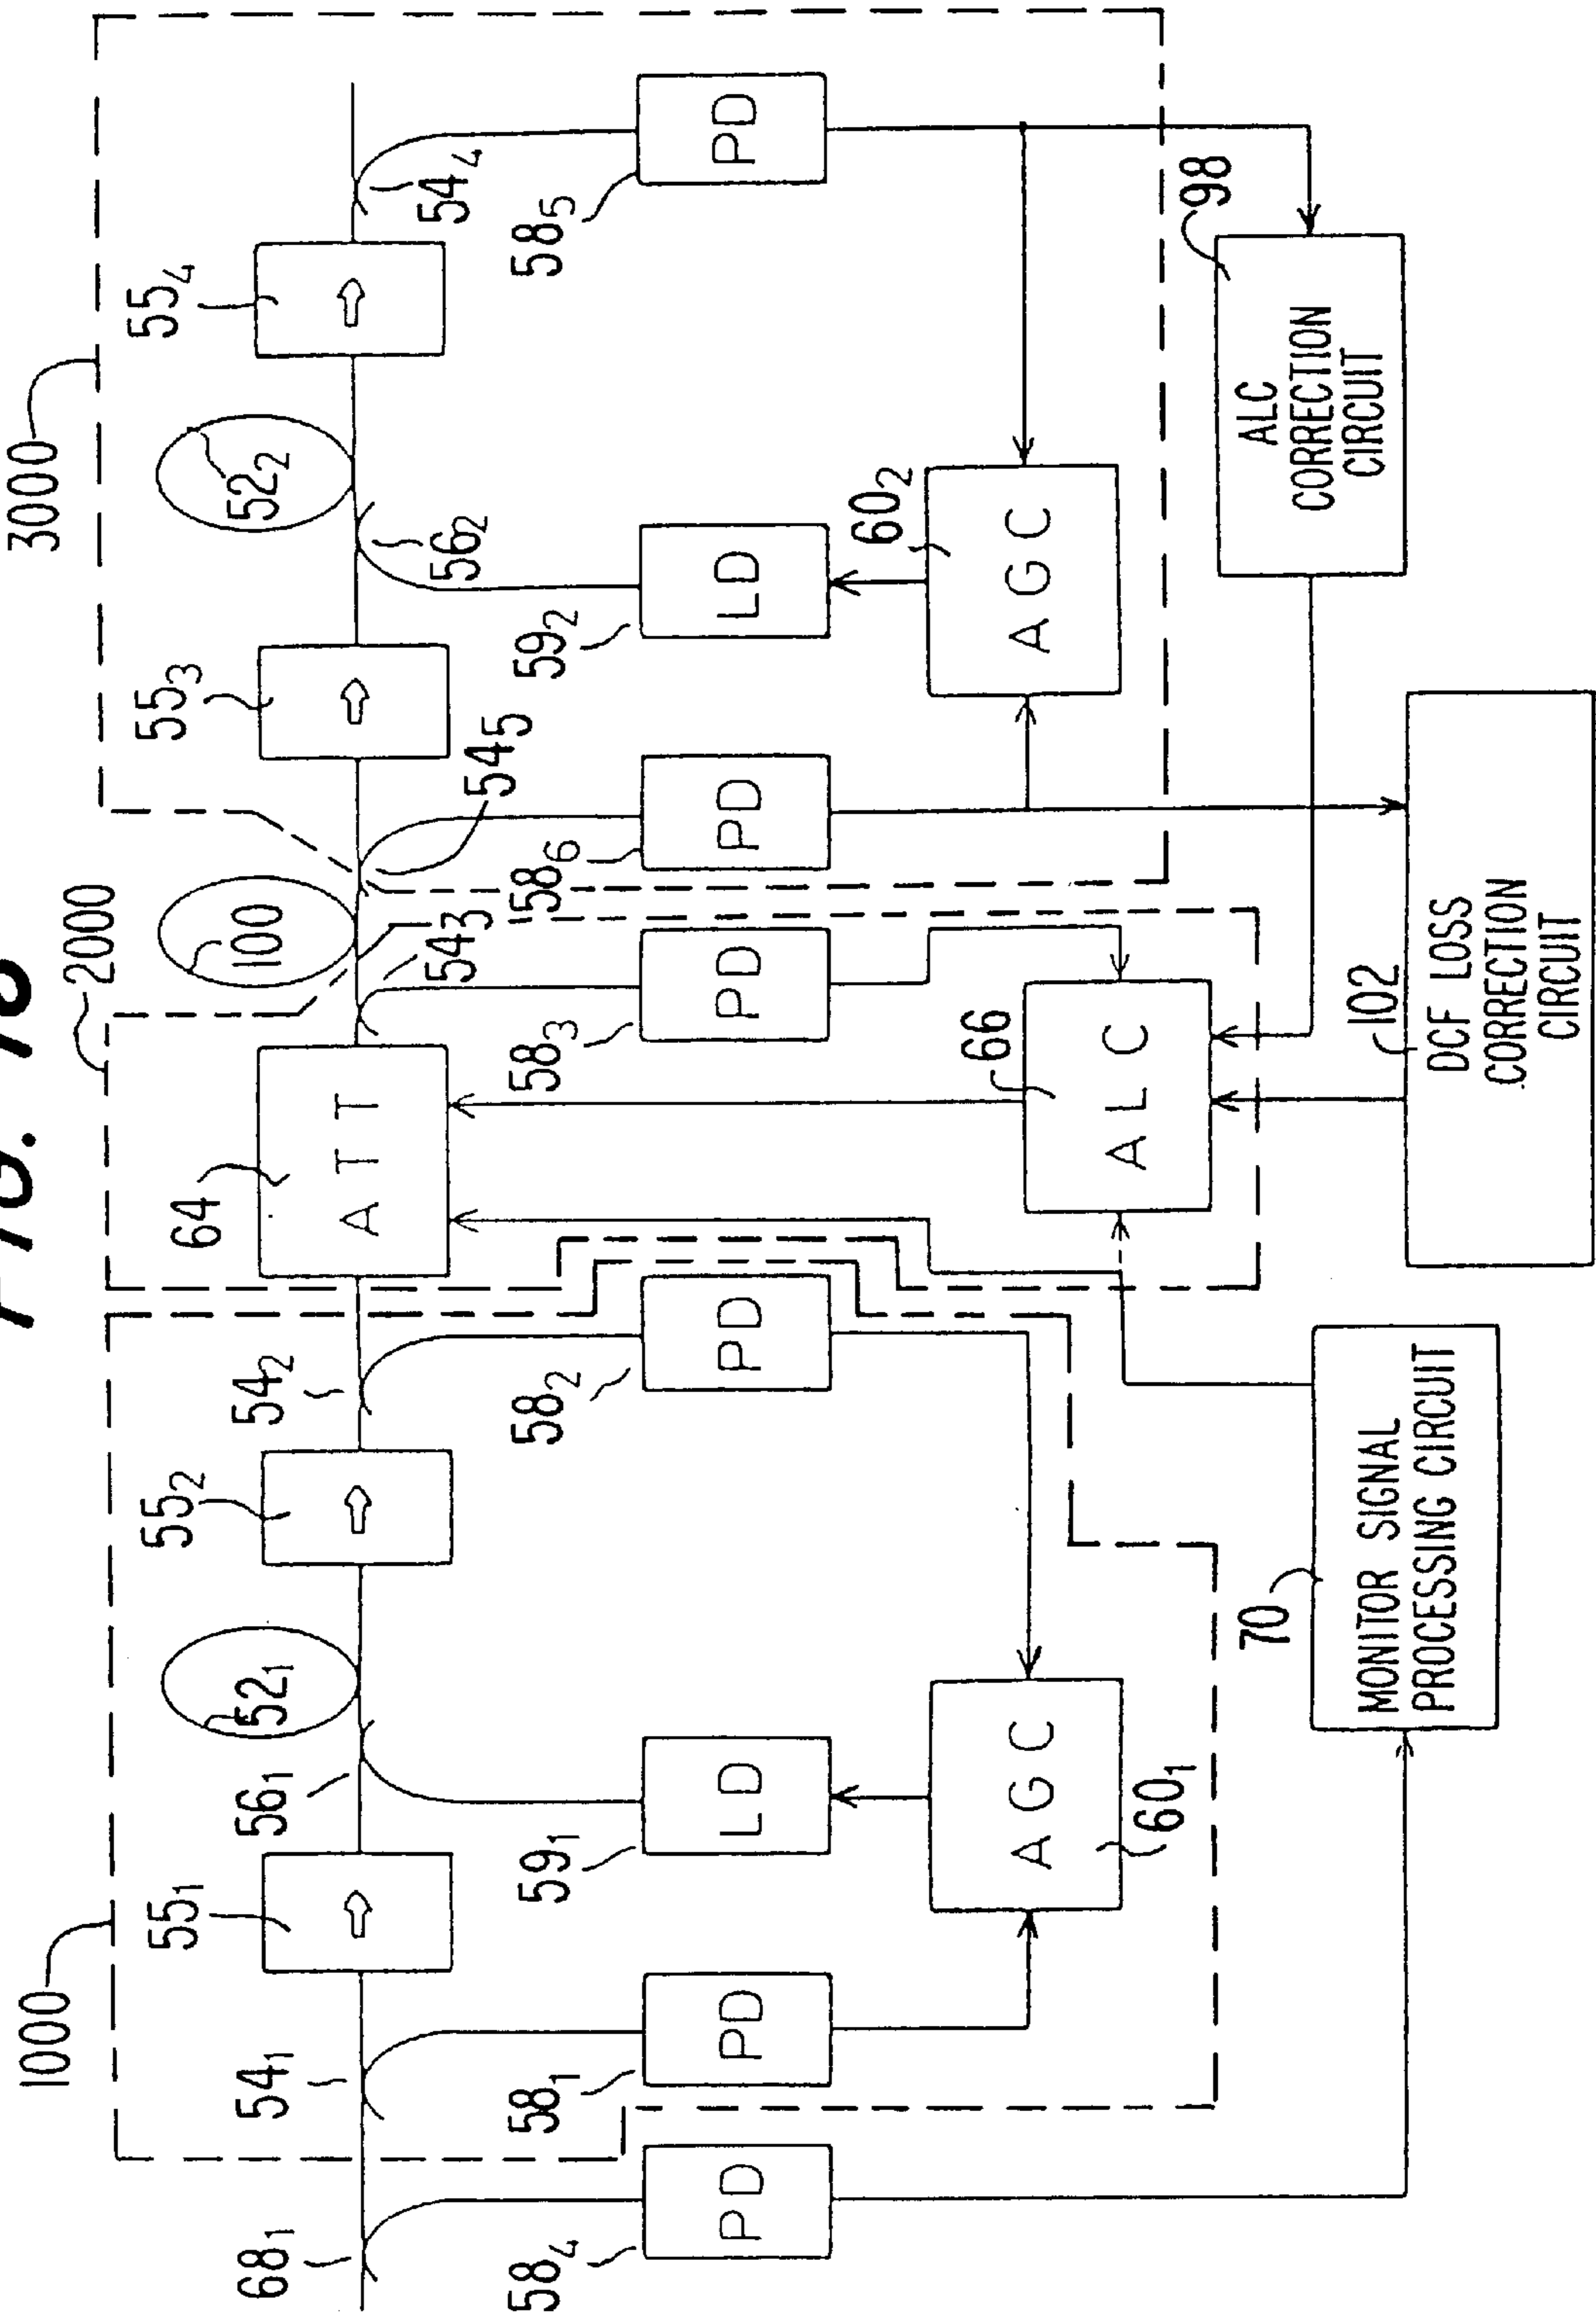 FIG.
1000
2000
3000
68₁
54₁
55₁
56₁
52₁
55₂
54₂
64
ATT
54₃
100
54₅
55₃
56₂
52₂
55₄
54₄
58₄
PD
58₁
PD
59₁
LD
58₂
PD
58₃
PD
58₆
PD
59₂
LD
58₅
PD
AGC
60₁
66
ALC
60₂
AGC
70
MONITOR SIGNAL
PROCESSING CIRCUIT
102
DCF LOSS
CORRECTION
CIRCUIT
98
ALC
CORRECTION
CIRCUIT